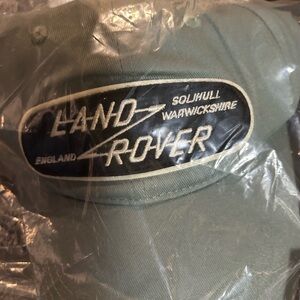 LAND
SOLIHULL
WARWICKSHIRE
ENGLAND
ROVER